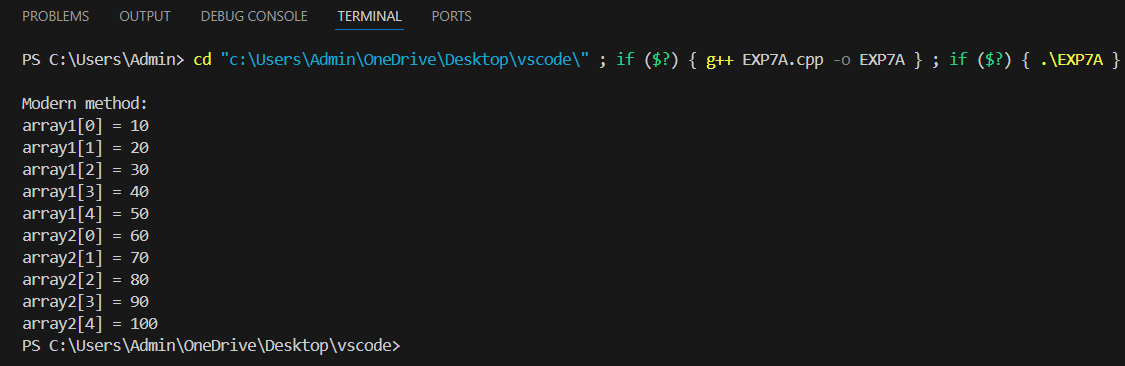 PROBLEMS OUTPUT DEBUG CONSOLE TERMINAL PORTS
PS C:\Users\Admin> cd "c:\Users\Admin\OneDrive\Desktop\vscode\" ; if ($?) { g++ EXP7A.cpp -o EXP7A } ; if ($?) { .\EXP7A }
Modern method:
array1[0] = 10
array1[1] = 20
array1[2] = 30
array1[3] = 40
array1[4] = 50
array2[0] = 60
array2[1] = 70
array2[2] = 80
array2[3] = 90
array2[4] = 100
PS C:\Users\Admin\OneDrive\Desktop\vscode>